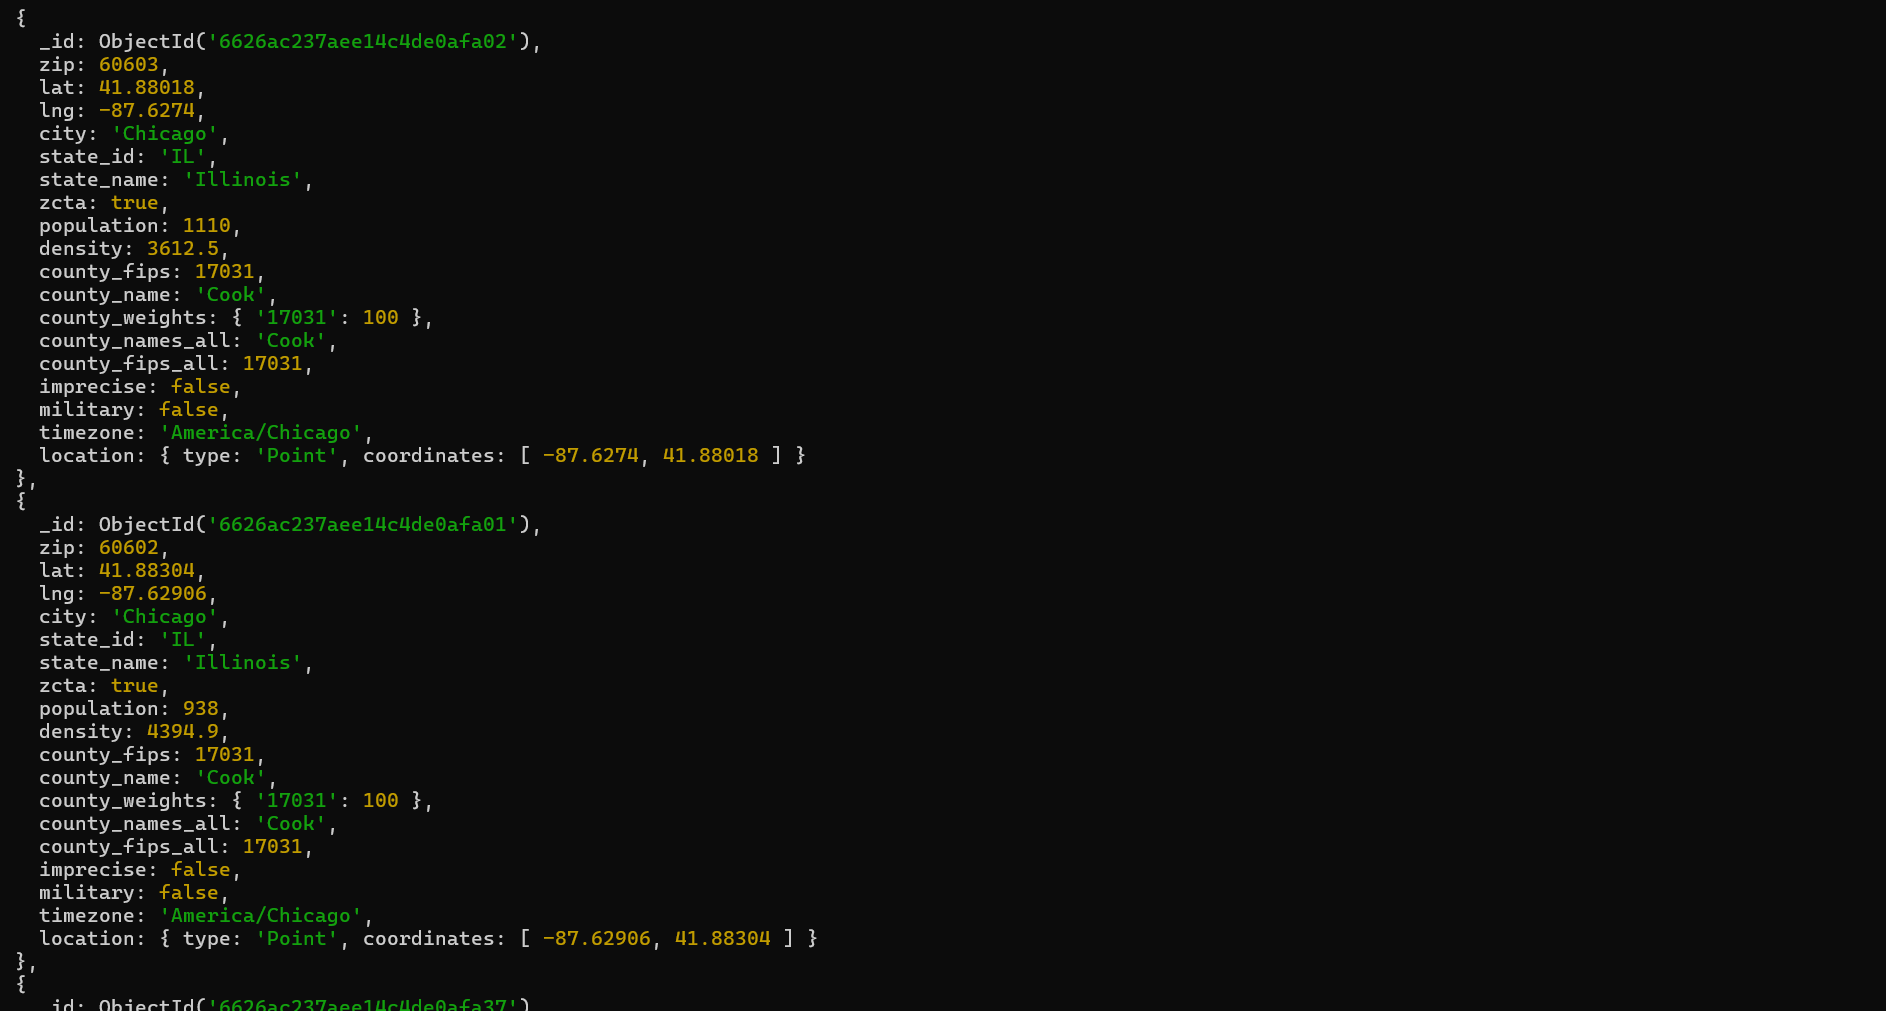 {
  _id: ObjectId('6626ac237aee14c4de0afa02'),
  zip: 60603,
  lat: 41.88018,
  lng: -87.6274,
  city: 'Chicago',
  state_id: 'IL',
  state_name: 'Illinois',
  zcta: true,
  population: 1110,
  density: 3612.5,
  county_fips: 17031,
  county_name: 'Cook',
  county_weights: { '17031': 100 },
  county_names_all: 'Cook',
  county_fips_all: 17031,
  imprecise: false,
  military: false,
  timezone: 'America/Chicago',
  location: { type: 'Point', coordinates: [ -87.6274, 41.88018 ] }
},
{
  _id: ObjectId('6626ac237aee14c4de0afa01'),
  zip: 60602,
  lat: 41.88304,
  lng: -87.62906,
  city: 'Chicago',
  state_id: 'IL',
  state_name: 'Illinois',
  zcta: true,
  population: 938,
  density: 4394.9,
  county_fips: 17031,
  county_name: 'Cook',
  county_weights: { '17031': 100 },
  county_names_all: 'Cook',
  county_fips_all: 17031,
  imprecise: false,
  military: false,
  timezone: 'America/Chicago',
  location: { type: 'Point', coordinates: [ -87.62906, 41.88304 ] }
},
{
  _id: ObjectId('6626ac237aee14c4de0afa37')